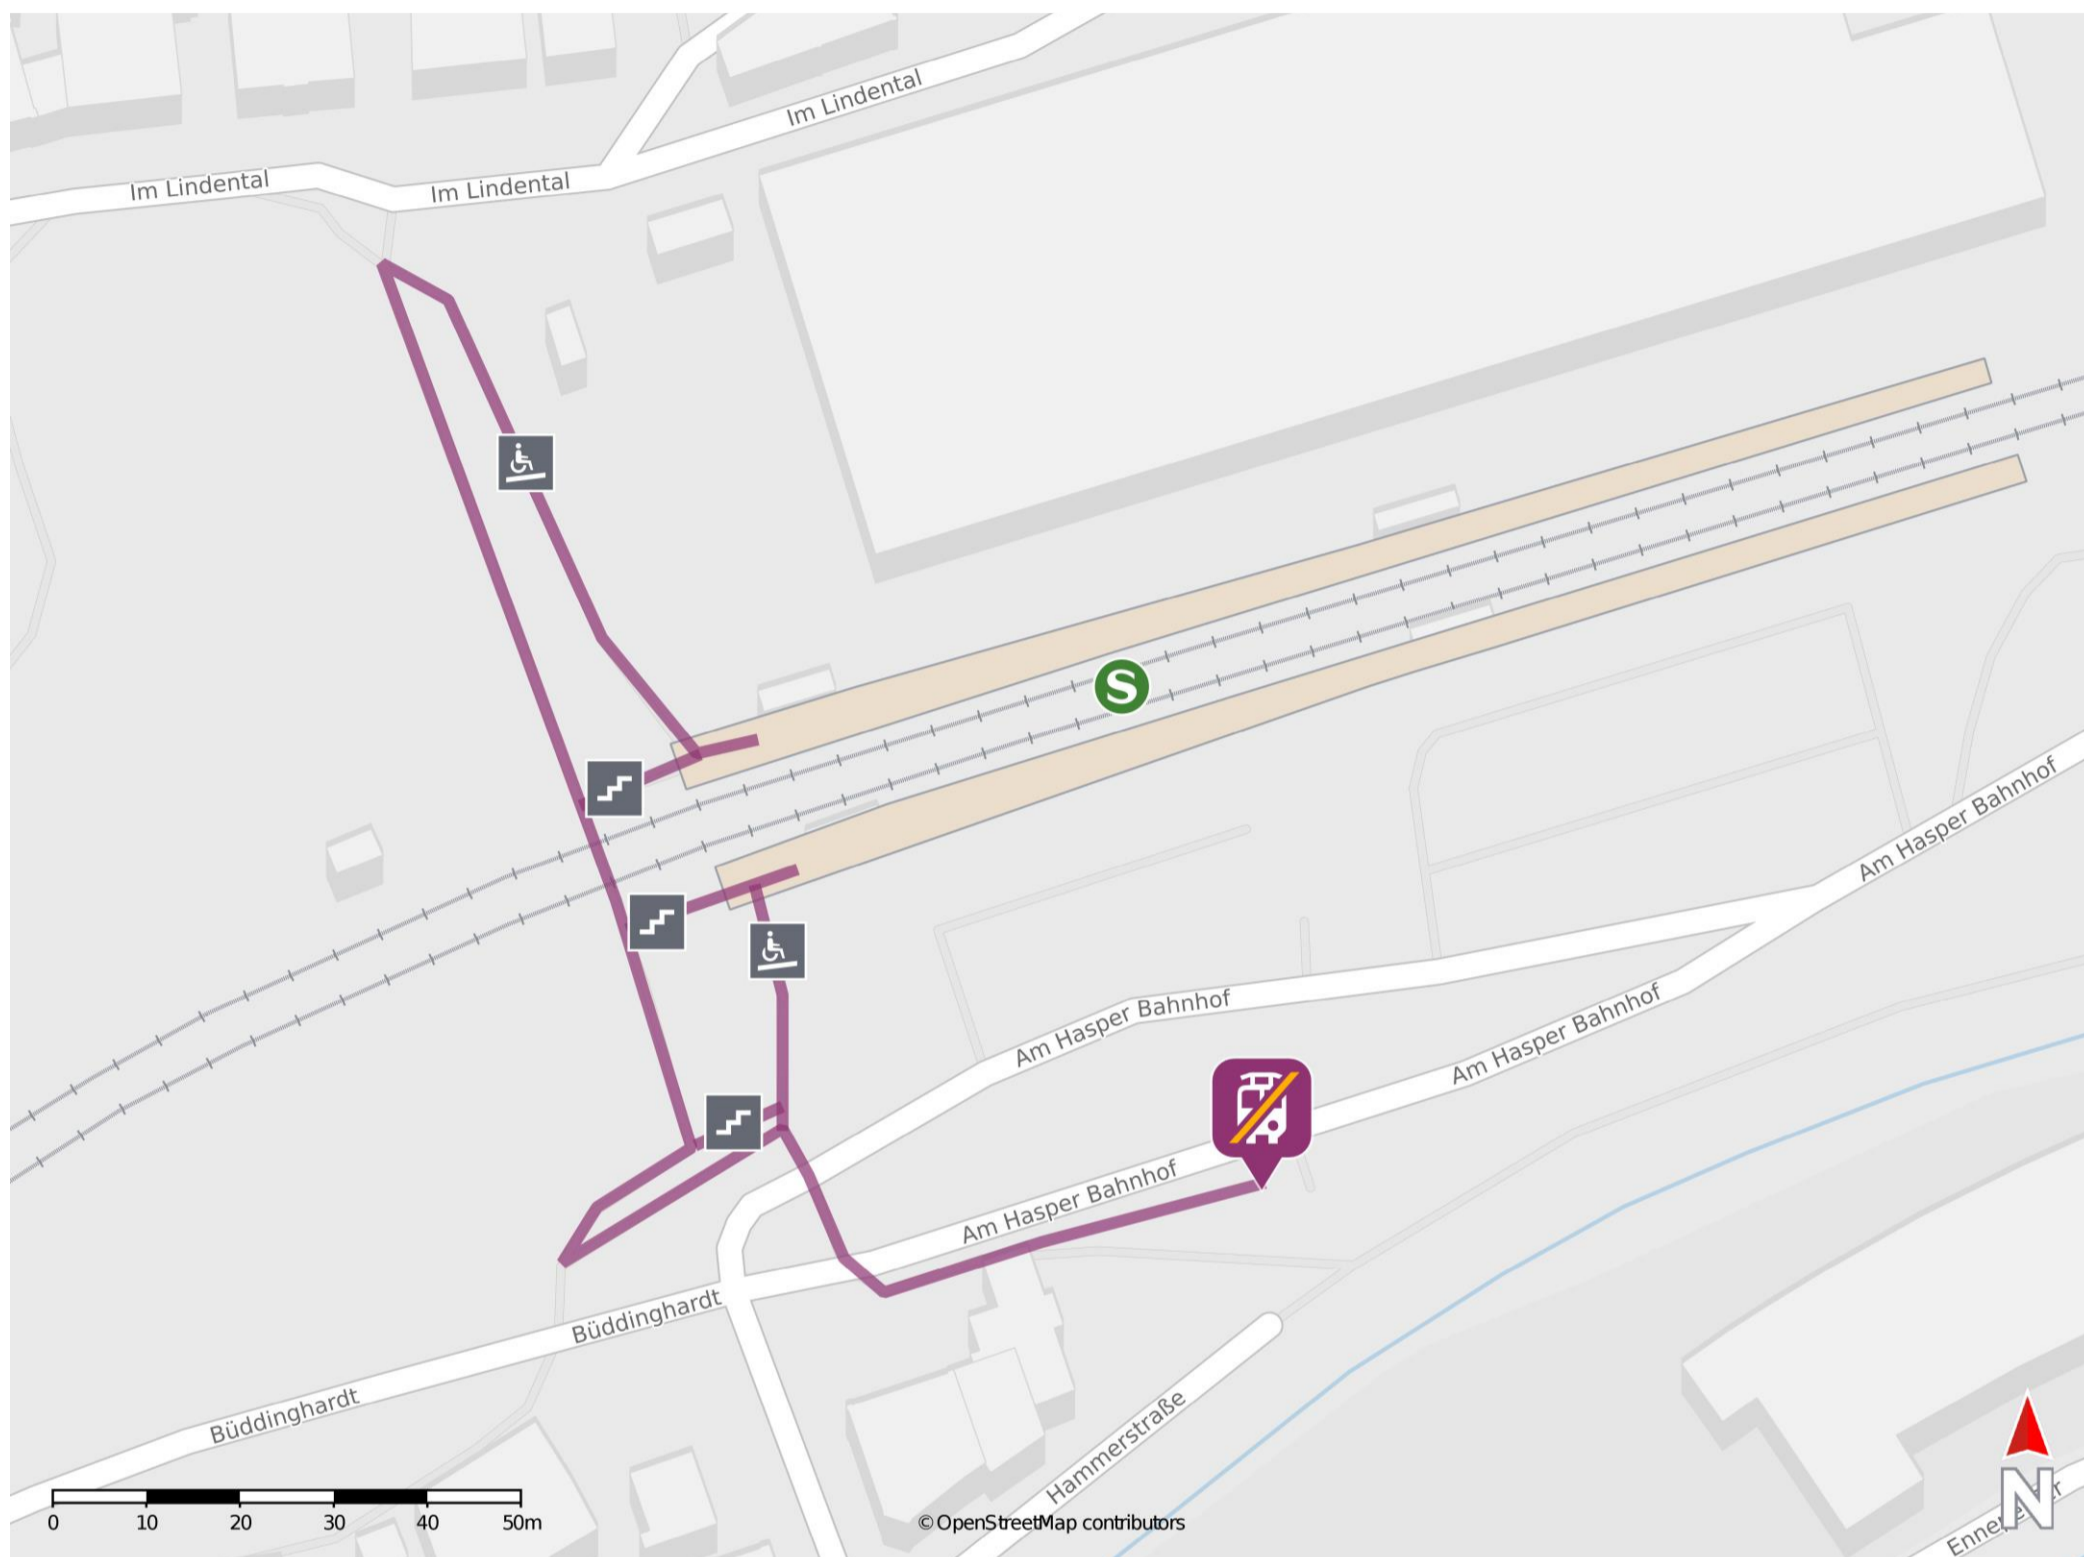 Im Lindental
Im Lindental
Im Lindental
S
Am Hasper Bahnhof
Am Hasper Bahnhof
Am Hasper Bahnhof
Am Hasper Bahnhof
Büddinghardt
Büddinghardt
Hammerstraße
N
0 10 20 30 40 50m
© OpenStreetMap contributors